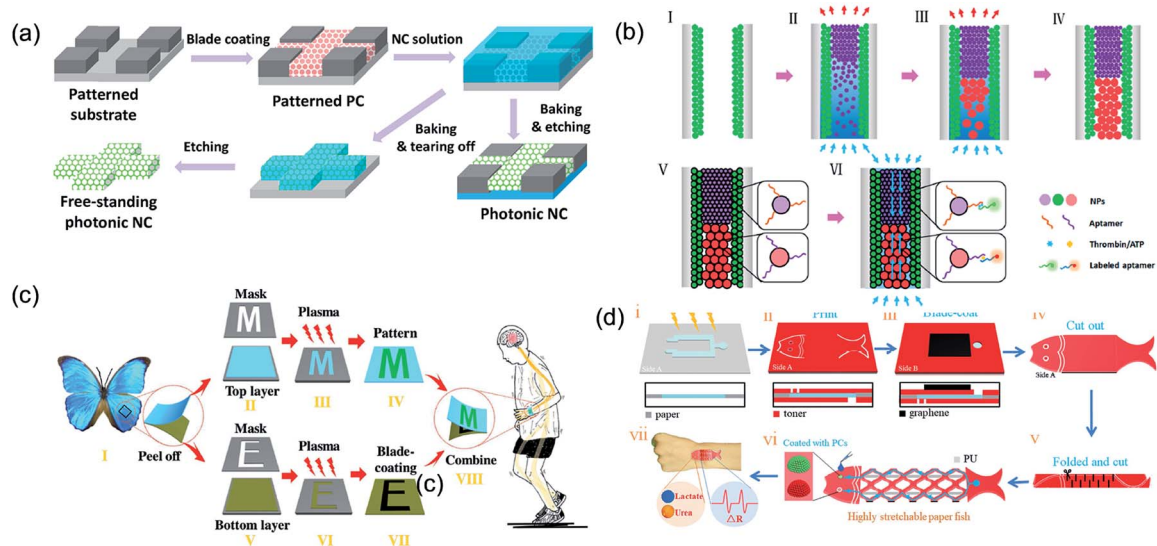 (a)
Blade coating
NC solution
Patterned
substrate
Patterned PC
Baking
& tearing off
Baking
& etching
Etching
Free-standing
photonic NC
Photonic NC
(b)
I
II
III
IV
V
VI
NPs
Aptamer
Thrombin/ATP
Labeled aptamer
(c)
Mask
M
Plasma
M
Pattern
M
Top layer
I
II
III
IV
Peel off
Mask
E
Plasma
E
Blade-
coating
E
(c)
M
Combine
VIII
Bottom layer
V
VI
VII
(d)
i
ii
Print
iii
Blade-coat
iv
Cut out
Side A
Side A
Side B
Side A
paper
toner
graphene
v
Folded and cut
vi
Coated with PCs
PU
Highly stretchable paper fish
vii
Lactate
Urea
ΔR